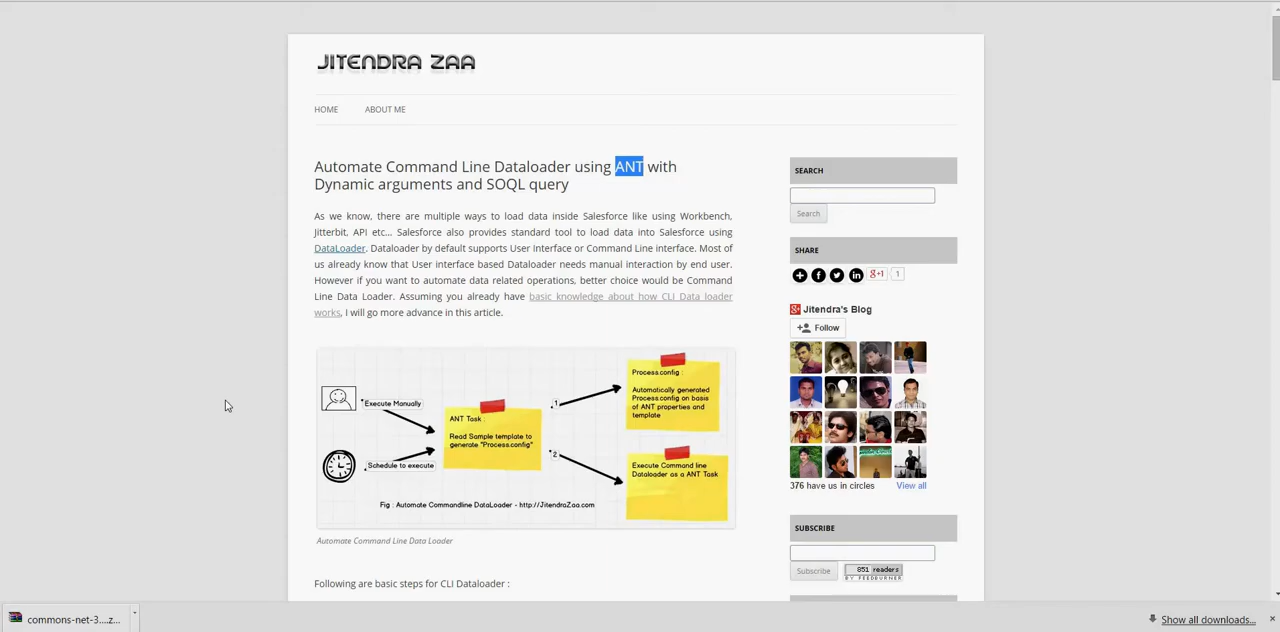 JITENDRA ZAA
HOME
ABOUT ME
Automate Command Line Dataloader using ANT with
Dynamic arguments and SOQL query
As we know, there are multiple ways to load data inside Salesforce like using Workbench,
Jitterbit, API etc... Salesforce also provides standard tool to load data into Salesforce using
DataLoader. Dataloader by default supports User Interface or Command Line interface. Most of
us already know that User interface based Dataloader needs manual interaction by end user.
However if you want to automate data related operations, better choice would be Command
Line Data Loader. Assuming you already have basic knowledge about how CLI Data loader
works, I will go more advance in this article.
Execute Manually
Schedule to execute
ANT Task :
Read Sample template to
generate "Process.config"
1
2
Process.config :
Automatically generated
Process.config on basis
of ANT properties and
template
Execute Command line
Dataloader as a ANT Task
Fig : Automate Commandline DataLoader - http://JitendraZaa.com
Automate Command Line Data Loader
Following are basic steps for CLI Dataloader :
SEARCH
Search
SHARE
g+1
1
Jitendra's Blog
Follow
376 have us in circles
View all
SUBSCRIBE
Subscribe
851 readers
BY FEEDBURNER
commons-net-3....z...
Show all downloads...